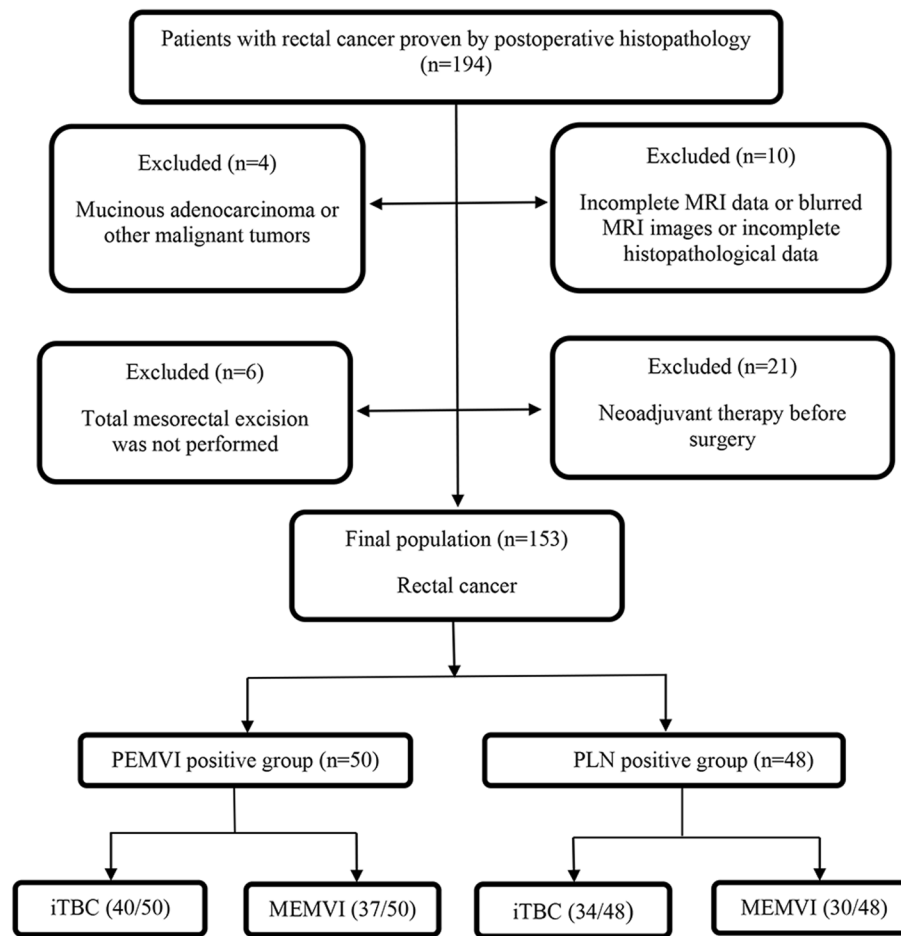 Patients with rectal cancer proven by postoperative histopathology
(n=194)
Excluded (n=4)
Mucinous adenocarcinoma or
other malignant tumors
Excluded (n=10)
Incomplete MRI data or blurred
MRI images or incomplete
histopathological data
Excluded (n=6)
Total mesorectal excision
was not performed
Excluded (n=21)
Neoadjuvant therapy before
surgery
Final population (n=153)
Rectal cancer
PEMVI positive group (n=50)
PLN positive group (n=48)
iTBC (40/50)
MEMVI (37/50)
iTBC (34/48)
MEMVI (30/48)